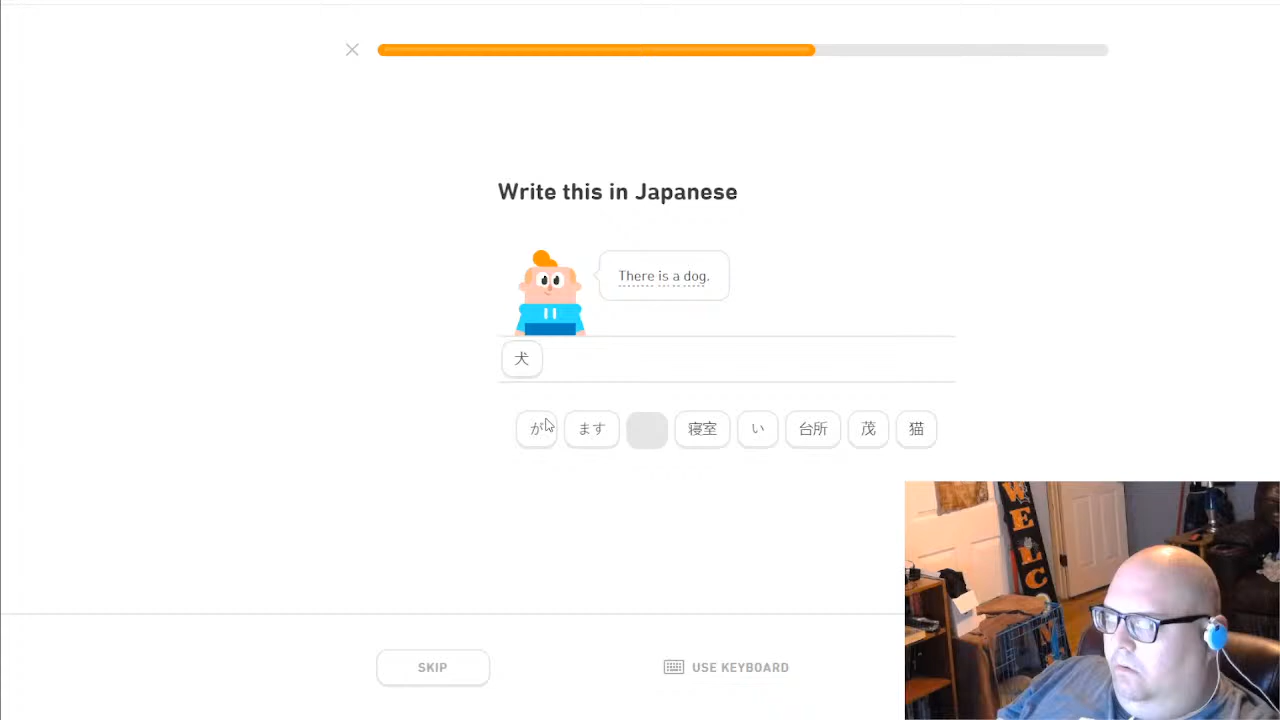 Write this in Japanese
There is a dog.
犬
が ます 寝室 い 台所 茂 猫
WELC
SKIP
USE KEYBOARD